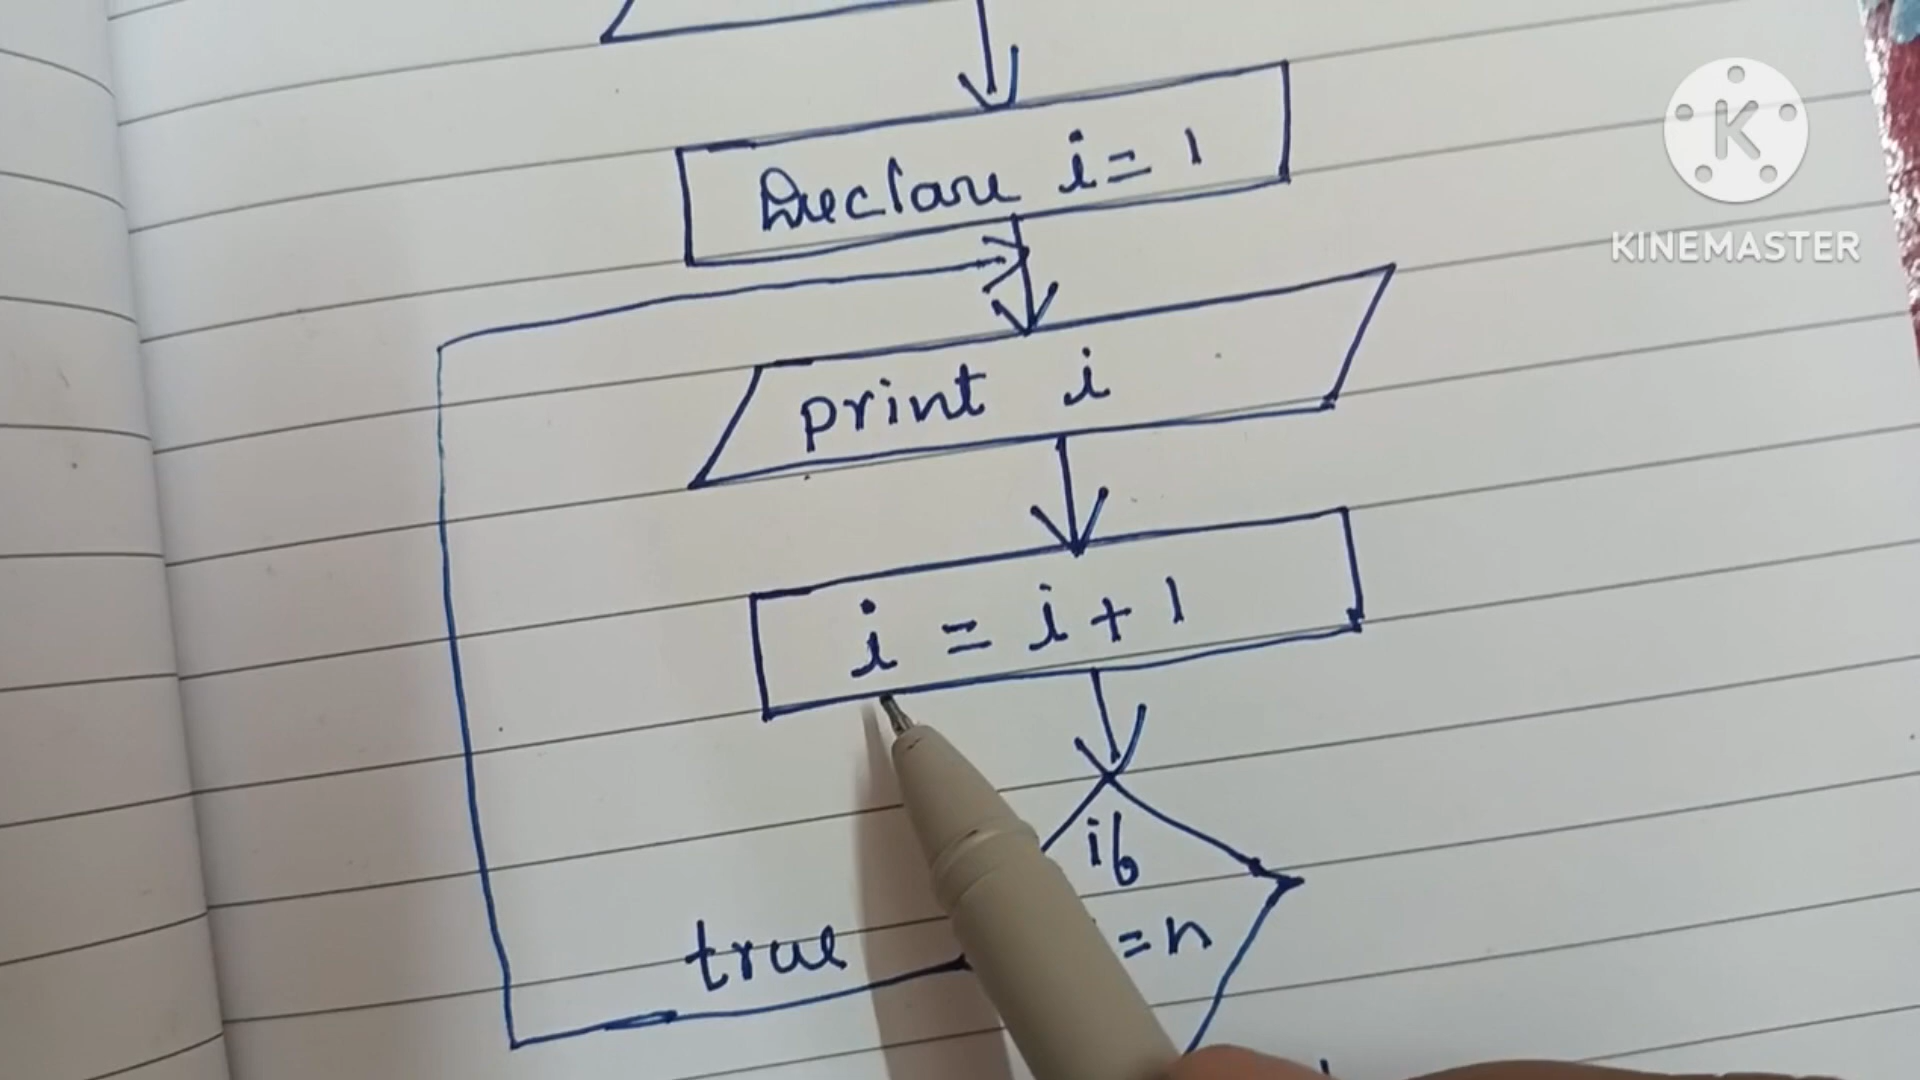 Declare i = 1
print i
i = i + 1
if
= n
true
K
KINEMASTER